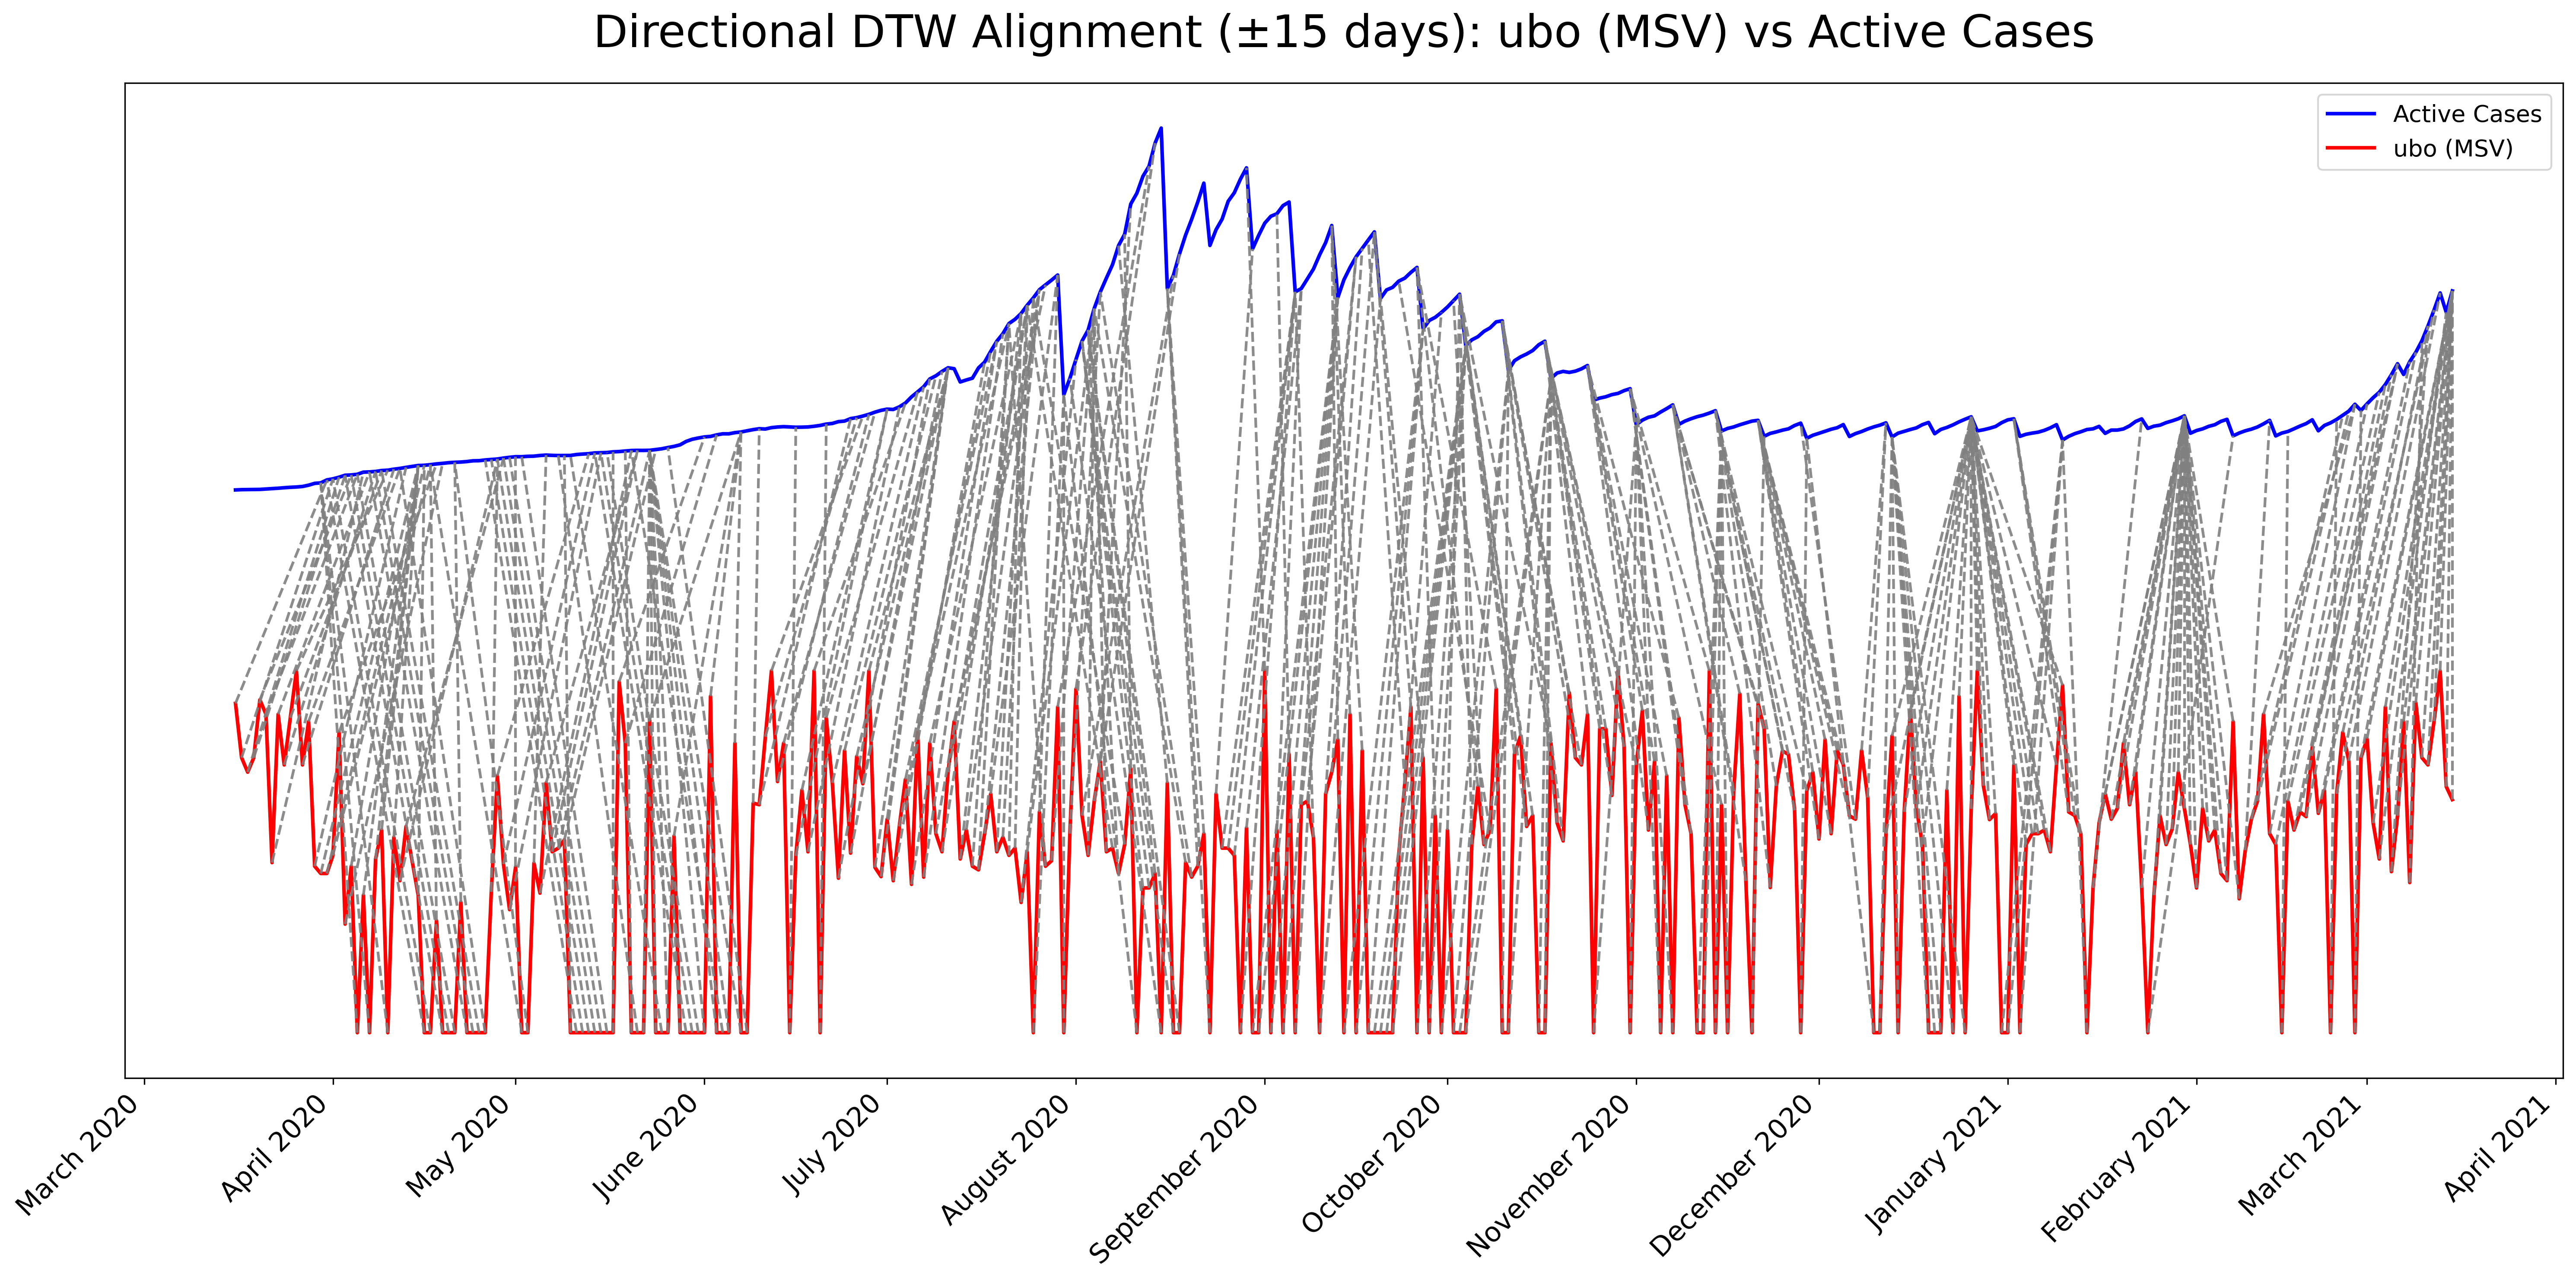 Directional DTW Alignment (±15 days): ubo (MSV) vs Active Cases
Active Cases
ubo (MSV)
March 2020
April 2020
May 2020
June 2020
July 2020
August 2020
September 2020
October 2020
November 2020
December 2020
January 2021
February 2021
March 2021
April 2021